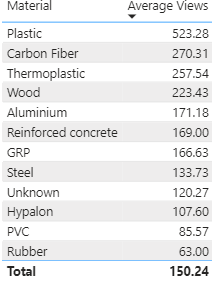 Material Average Views
Plastic 523.28
Carbon Fiber 270.31
Thermoplastic 257.54
Wood 223.43
Aluminium 171.18
Reinforced concrete 169.00
GRP 166.63
Steel 133.73
Unknown 120.27
Hypalon 107.60
PVC 85.57
Rubber 63.00
Total 150.24